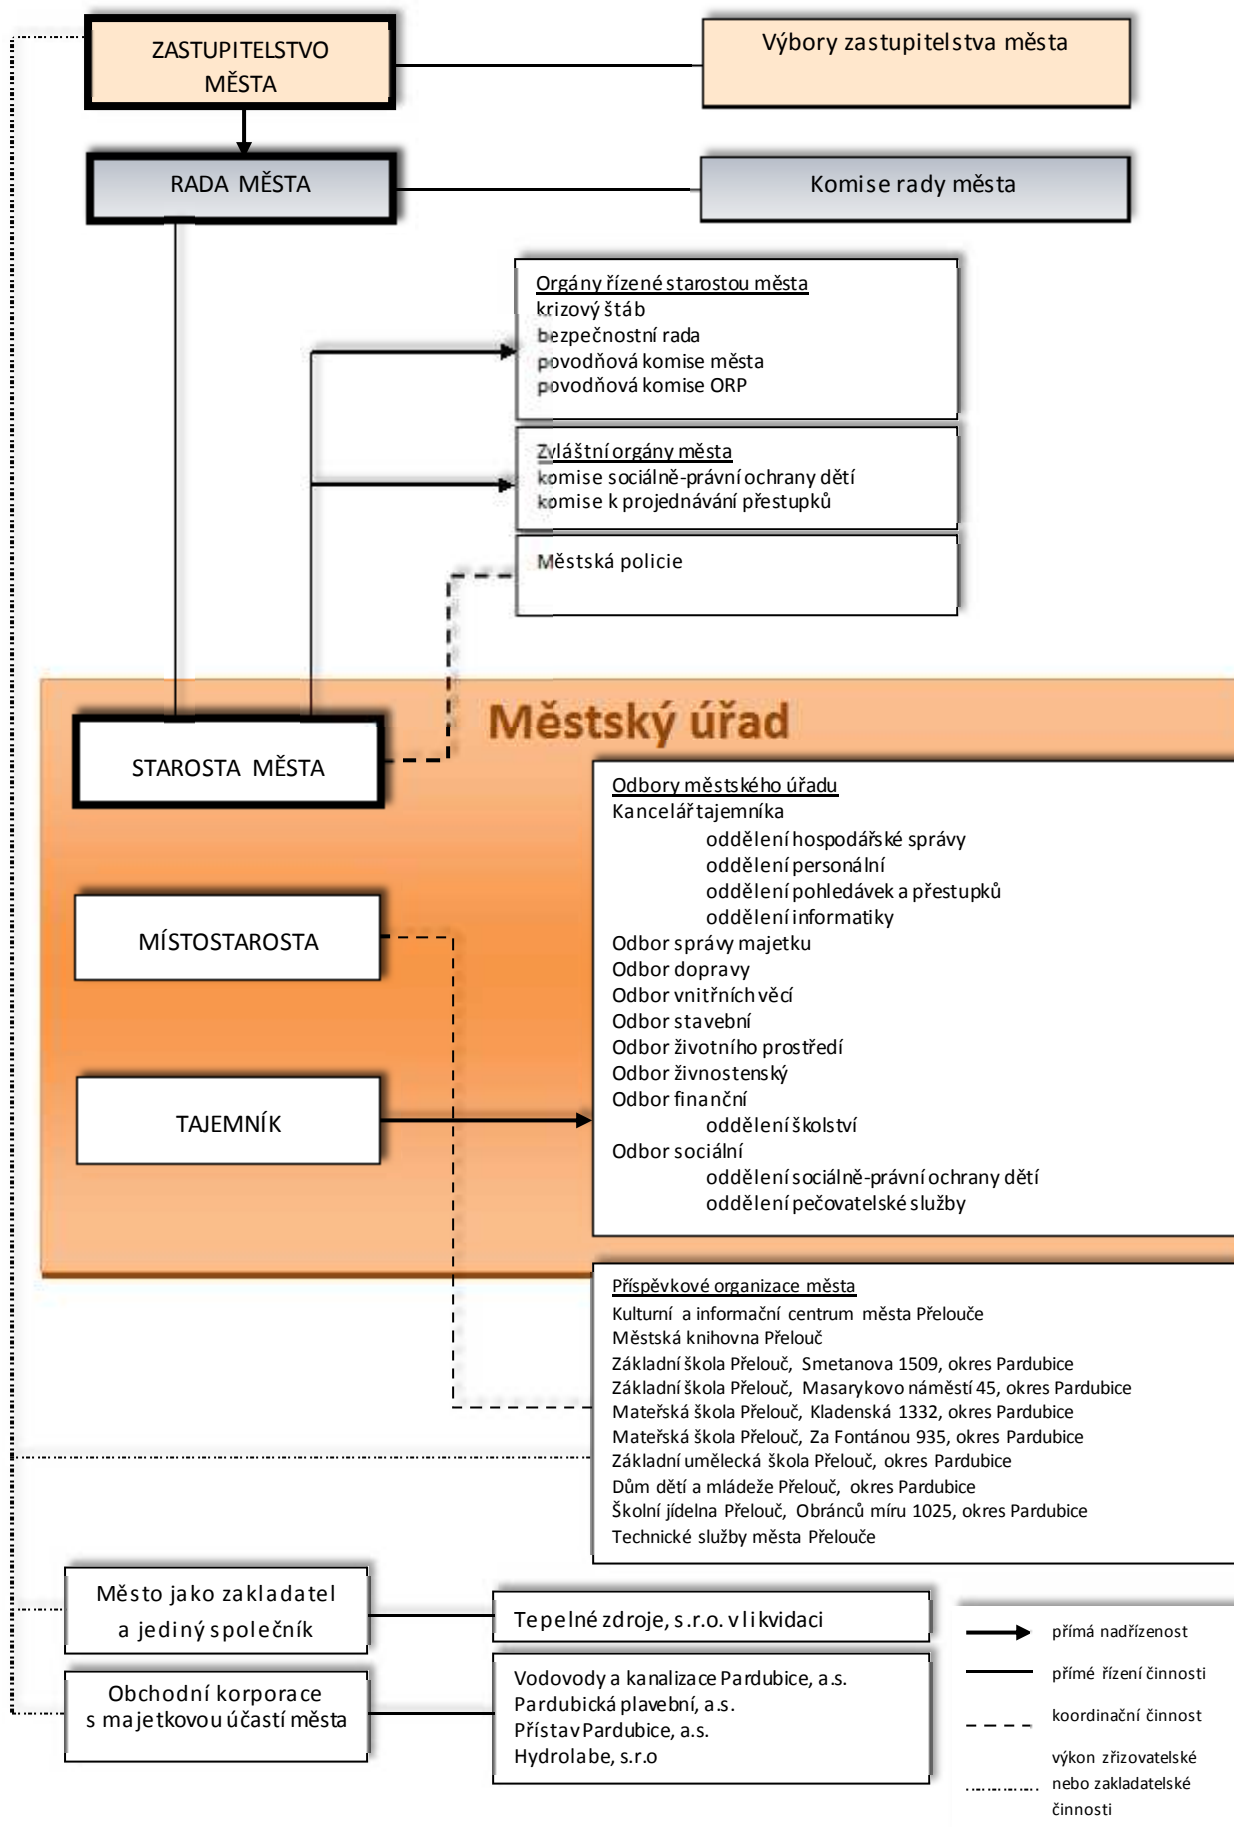 ZASTUPITELSTVO
MĚSTA
Výbory zastupitelstva města
RADA MĚSTA
Komise rady města
Orgány řízené starostou města
krizový štáb
bezpečnostní rada
povodňová komise města
povodňová komise ORP
Zvláštní orgány města
komise sociálně-právní ochrany dětí
komise k projednávání přestupků
Městská policie
Městský úřad
STAROSTA MĚSTA
MÍSTOSTAROSTA
TAJEMNÍK
Odbory městského úřadu
Kancelář tajemníka
oddělení hospodářské správy
oddělení personální
oddělení pohledávek a přestupků
oddělení informatiky
Odbor správy majetku
Odbor dopravy
Odbor vnitřních věcí
Odbor stavební
Odbor životního prostředí
Odbor živnostenský
Odbor finanční
oddělení školství
Odbor sociální
oddělení sociálně-právní ochrany dětí
oddělení pečovatelské služby
Příspěvkové organizace města
Kulturní a informační centrum města Přelouče
Městská knihovna Přelouč
Základní škola Přelouč, Smetanova 1509, okres Pardubice
Základní škola Přelouč, Masarykovo náměstí 45, okres Pardubice
Mateřská škola Přelouč, Kladenská 1332, okres Pardubice
Mateřská škola Přelouč, Za Fontánou 935, okres Pardubice
Základní umělecká škola Přelouč, okres Pardubice
Dům dětí a mládeže Přelouč, okres Pardubice
Školní jídelna Přelouč, Obránců míru 1025, okres Pardubice
Technické služby města Přelouče
Město jako zakladatel
a jediný společník
Tepelné zdroje, s.r.o. v likvidaci
Obchodní korporace
s majetkovou účastí města
Vodovody a kanalizace Pardubice, a.s.
Pardubická plavební, a.s.
Přístav Pardubice, a.s.
Hydrolabe, s.r.o
přímá nadřízenost
přímé řízení činnosti
koordinační činnost
výkon zřizovatelské
nebo zakladatelské
činnosti